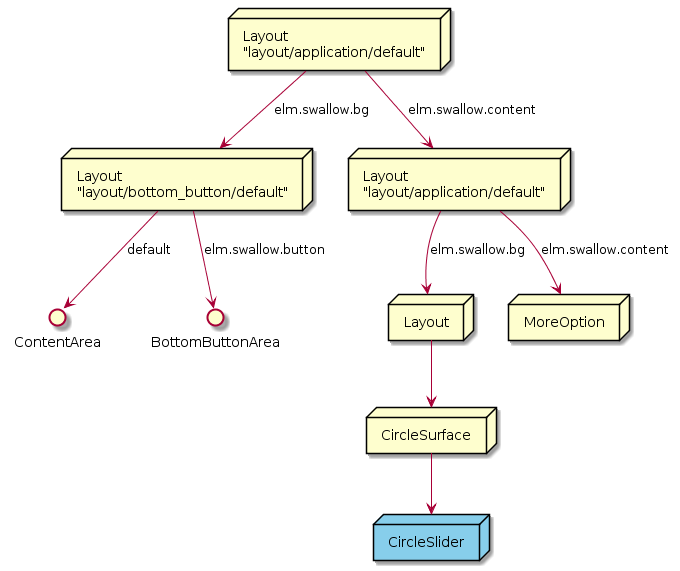 Layout
"layout/application/default"
elm.swallow.bg
elm.swallow.content
Layout
"layout/bottom_button/default"
Layout
"layout/application/default"
default
elm.swallow.button
elm.swallow.bg
elm.swallow.content
ContentArea
BottomButtonArea
Layout
MoreOption
CircleSurface
CircleSlider